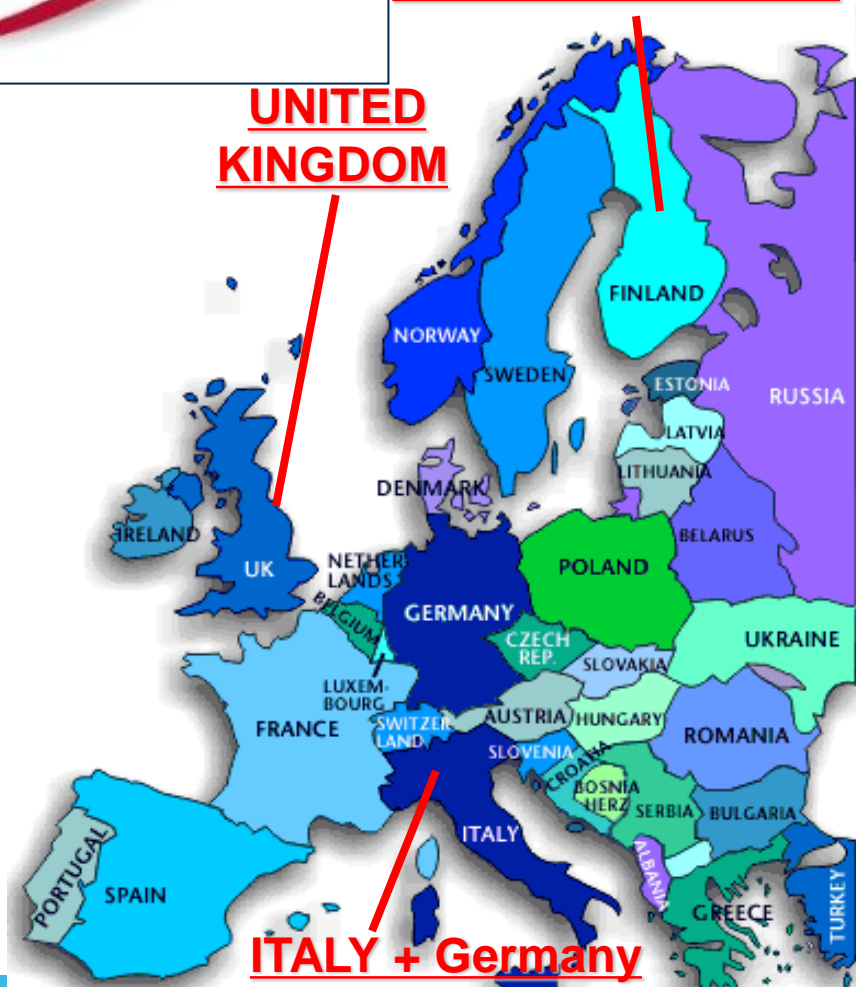 UNITED
KINGDOM
FINLAND
NORWAY
SWEDEN
ESTONIA
RUSSIA
LATVIA
LITHUANIA
DENMARK
IRELAND
BELARUS
NETHER-
LANDS
POLAND
UK
BELGIUM
GERMANY
CZECH
REP.
UKRAINE
SLOVAKIA
LUXEM-
BOURG
FRANCE
SWITZER
LAND
AUSTRIA
HUNGARY
ROMANIA
SLOVENIA
CROATIA
BOSNIA
HERZ
SERBIA
BULGARIA
ITALY
ALBANIA
PORTUGAL
SPAIN
GREECE
TURKEY
ITALY + Germany